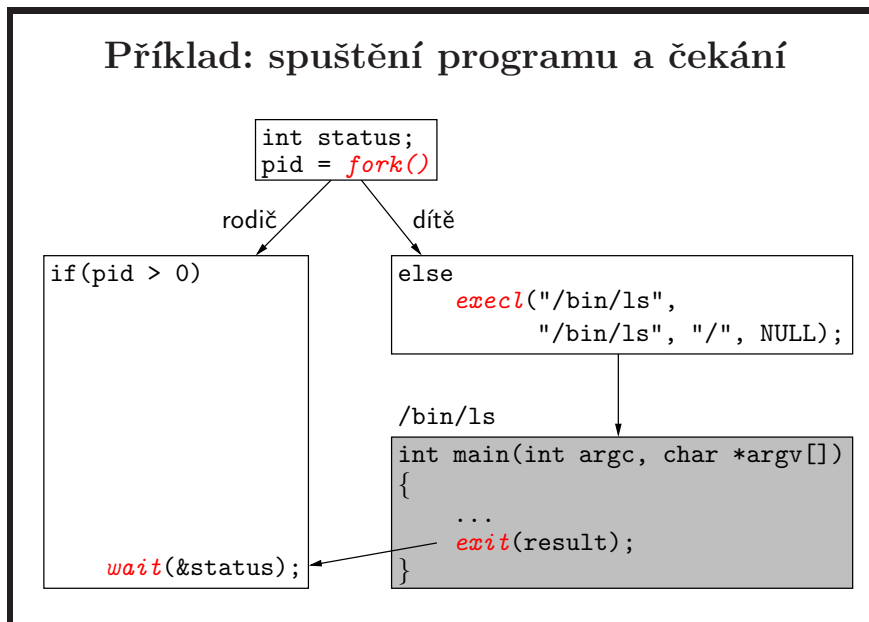 Příklad: spuštění programu a čekání
int status;
pid = fork()
rodič
dítě
if(pid > 0)
wait(&status);
else
execl("/bin/ls",
"/bin/ls", "/", NULL);
/bin/ls
int main(int argc, char *argv[])
{
...
exit(result);
}